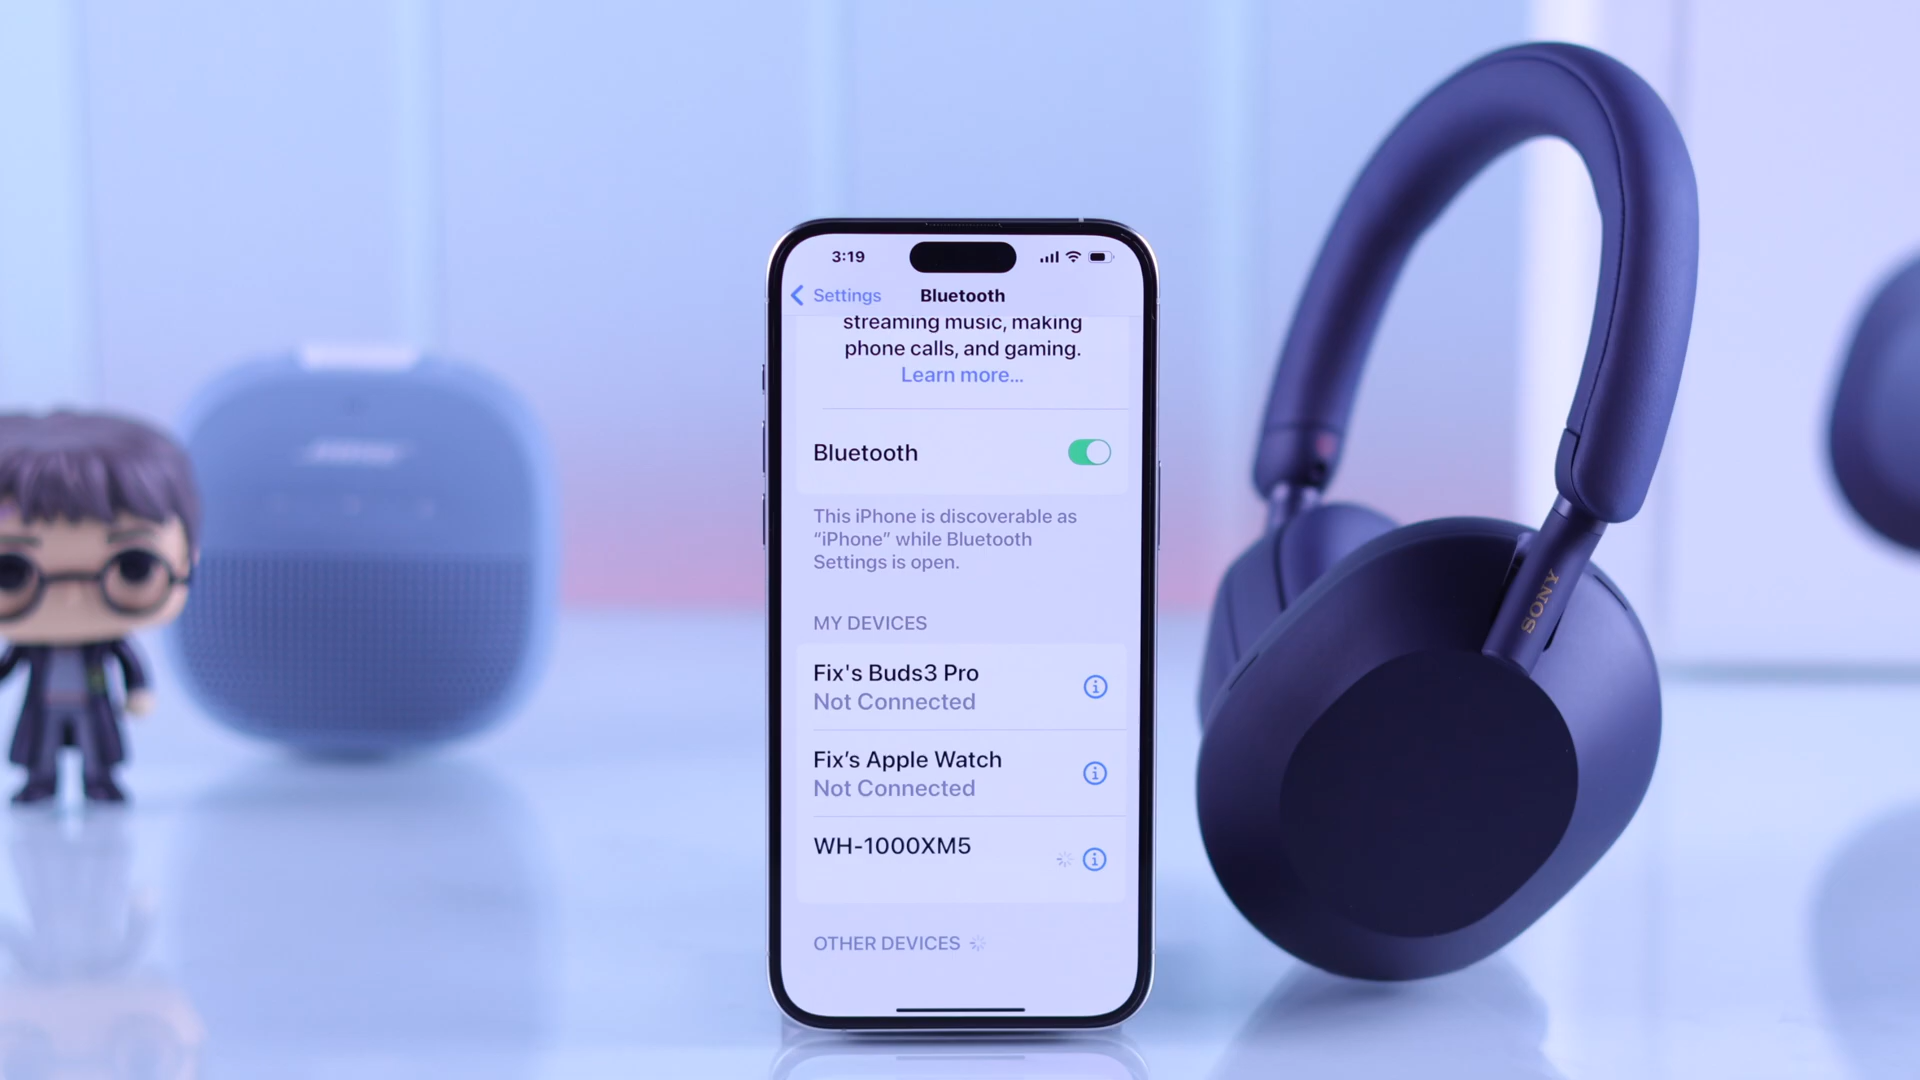 3:19
Settings
Bluetooth
streaming music, making
phone calls, and gaming.
Learn more...
Bluetooth
This iPhone is discoverable as
“iPhone” while Bluetooth
Settings is open.
MY DEVICES
Fix's Buds3 Pro
Not Connected
Fix’s Apple Watch
Not Connected
WH-1000XM5
OTHER DEVICES
SONY